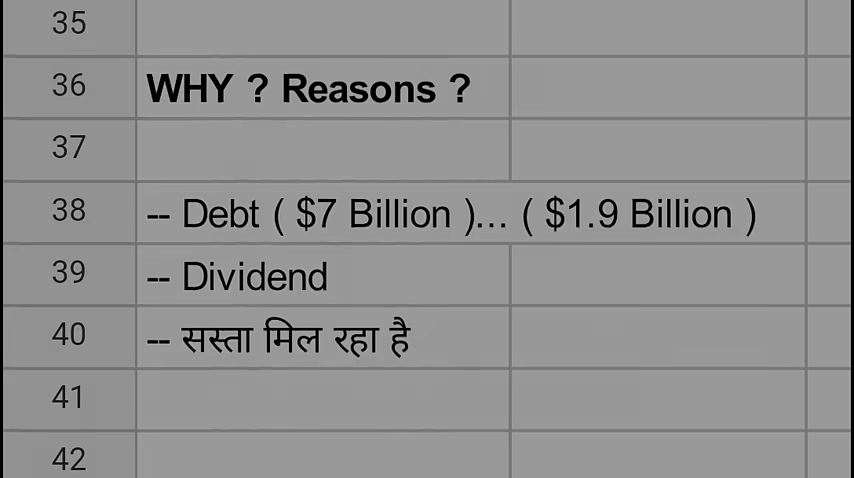 35
36 WHY ? Reasons ?
37
38 -- Debt ( $7 Billion )... ( $1.9 Billion )
39 -- Dividend
40 -- सस्ता मिल रहा है
41
42